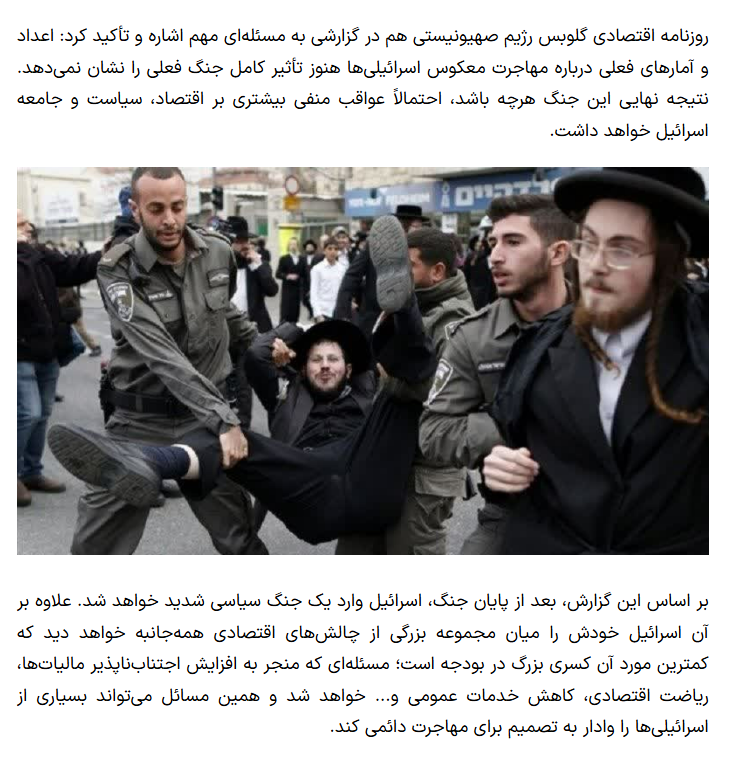 روزنامه اقتصادی گلوبس رژیم صهیونیستی هم در گزارشی به مسئله‌ای مهم اشاره و تأکید کرد: اعداد
و آمارهای فعلی درباره مهاجرت معکوس اسرائیلی‌ها هنوز تأثیر کامل جنگ فعلی را نشان نمی‌دهد.
نتیجه نهایی این جنگ هرچه باشد، احتمالاً عواقب منفی بیشتری بر اقتصاد، سیاست و جامعه
اسرائیل خواهد داشت.
بر اساس این گزارش، بعد از پایان جنگ، اسرائیل وارد یک جنگ سیاسی شدید خواهد شد. علاوه بر
آن اسرائیل خودش را میان مجموعه بزرگی از چالش‌های اقتصادی همه‌جانبه خواهد دید که
کمترین مورد آن کسری بزرگ در بودجه است؛ مسئله‌ای که منجر به افزایش اجتناب‌ناپذیر مالیات‌ها،
ریاضت اقتصادی، کاهش خدمات عمومی و... خواهد شد و همین مسائل می‌تواند بسیاری از
اسرائیلی‌ها را وادار به تصمیم برای مهاجرت دائمی کند.